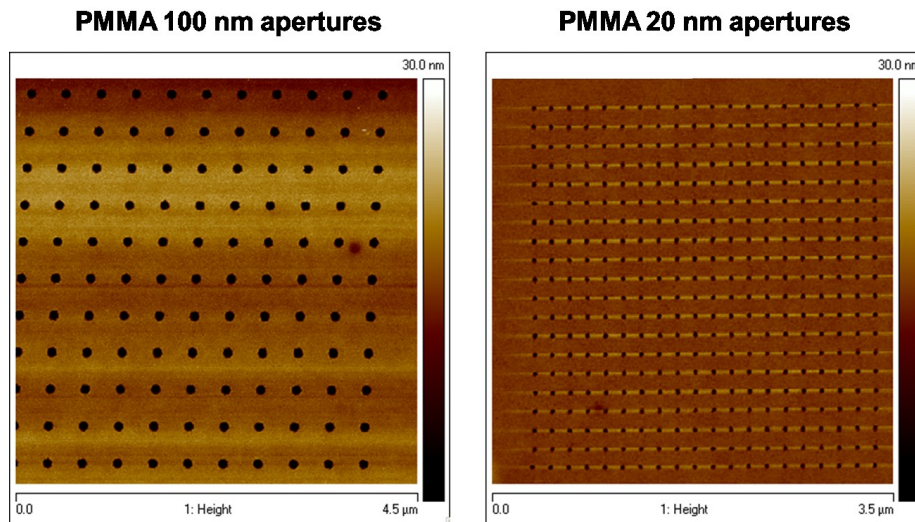 PMMA 100 nm apertures
PMMA 20 nm apertures
30.0 nm
30.0 nm
0.0 1: Height 4.5 µm
0.0 1: Height 3.5 µm